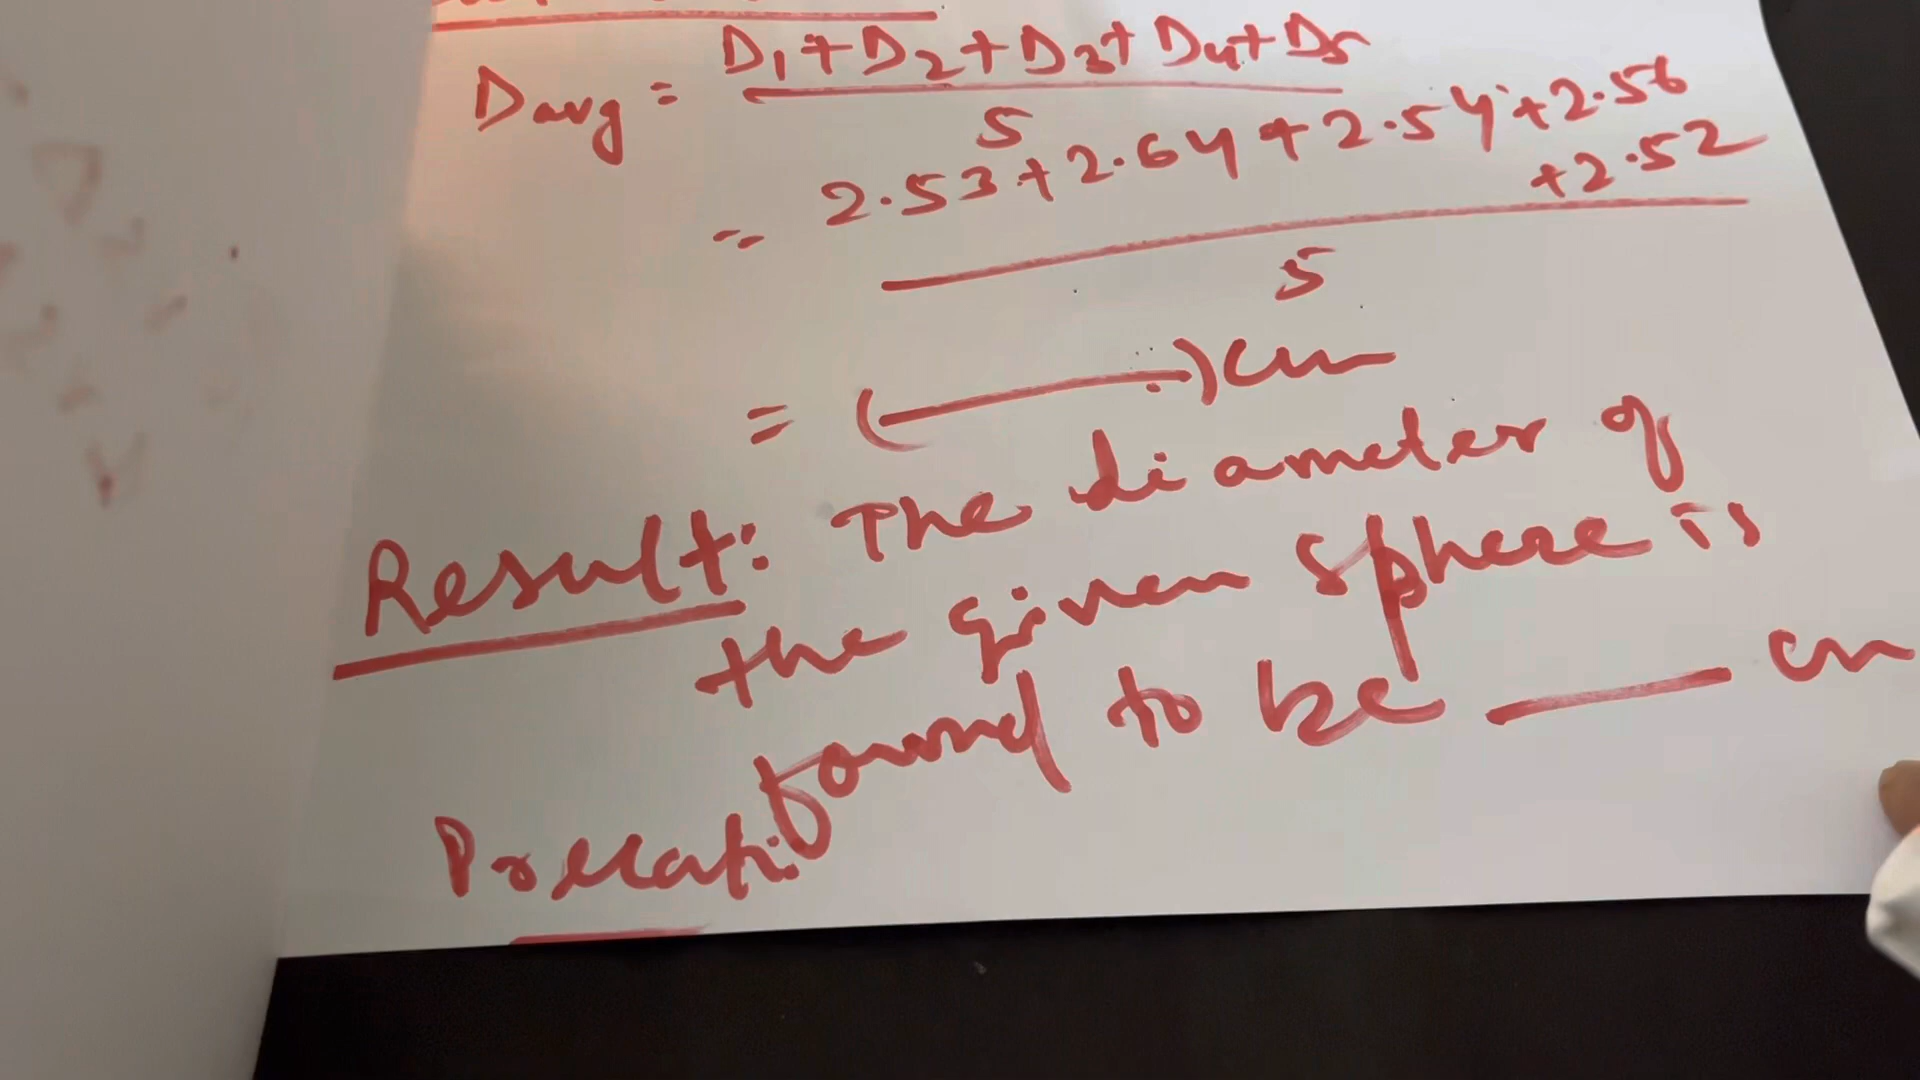 Davg = D1+D2+D3+D4+D5
5
= 2.53+2.64+2.54+2.56
+2.52
5
= ( ——— ) cm
Result: The diameter of
the given sphere is
found to be ——— cm